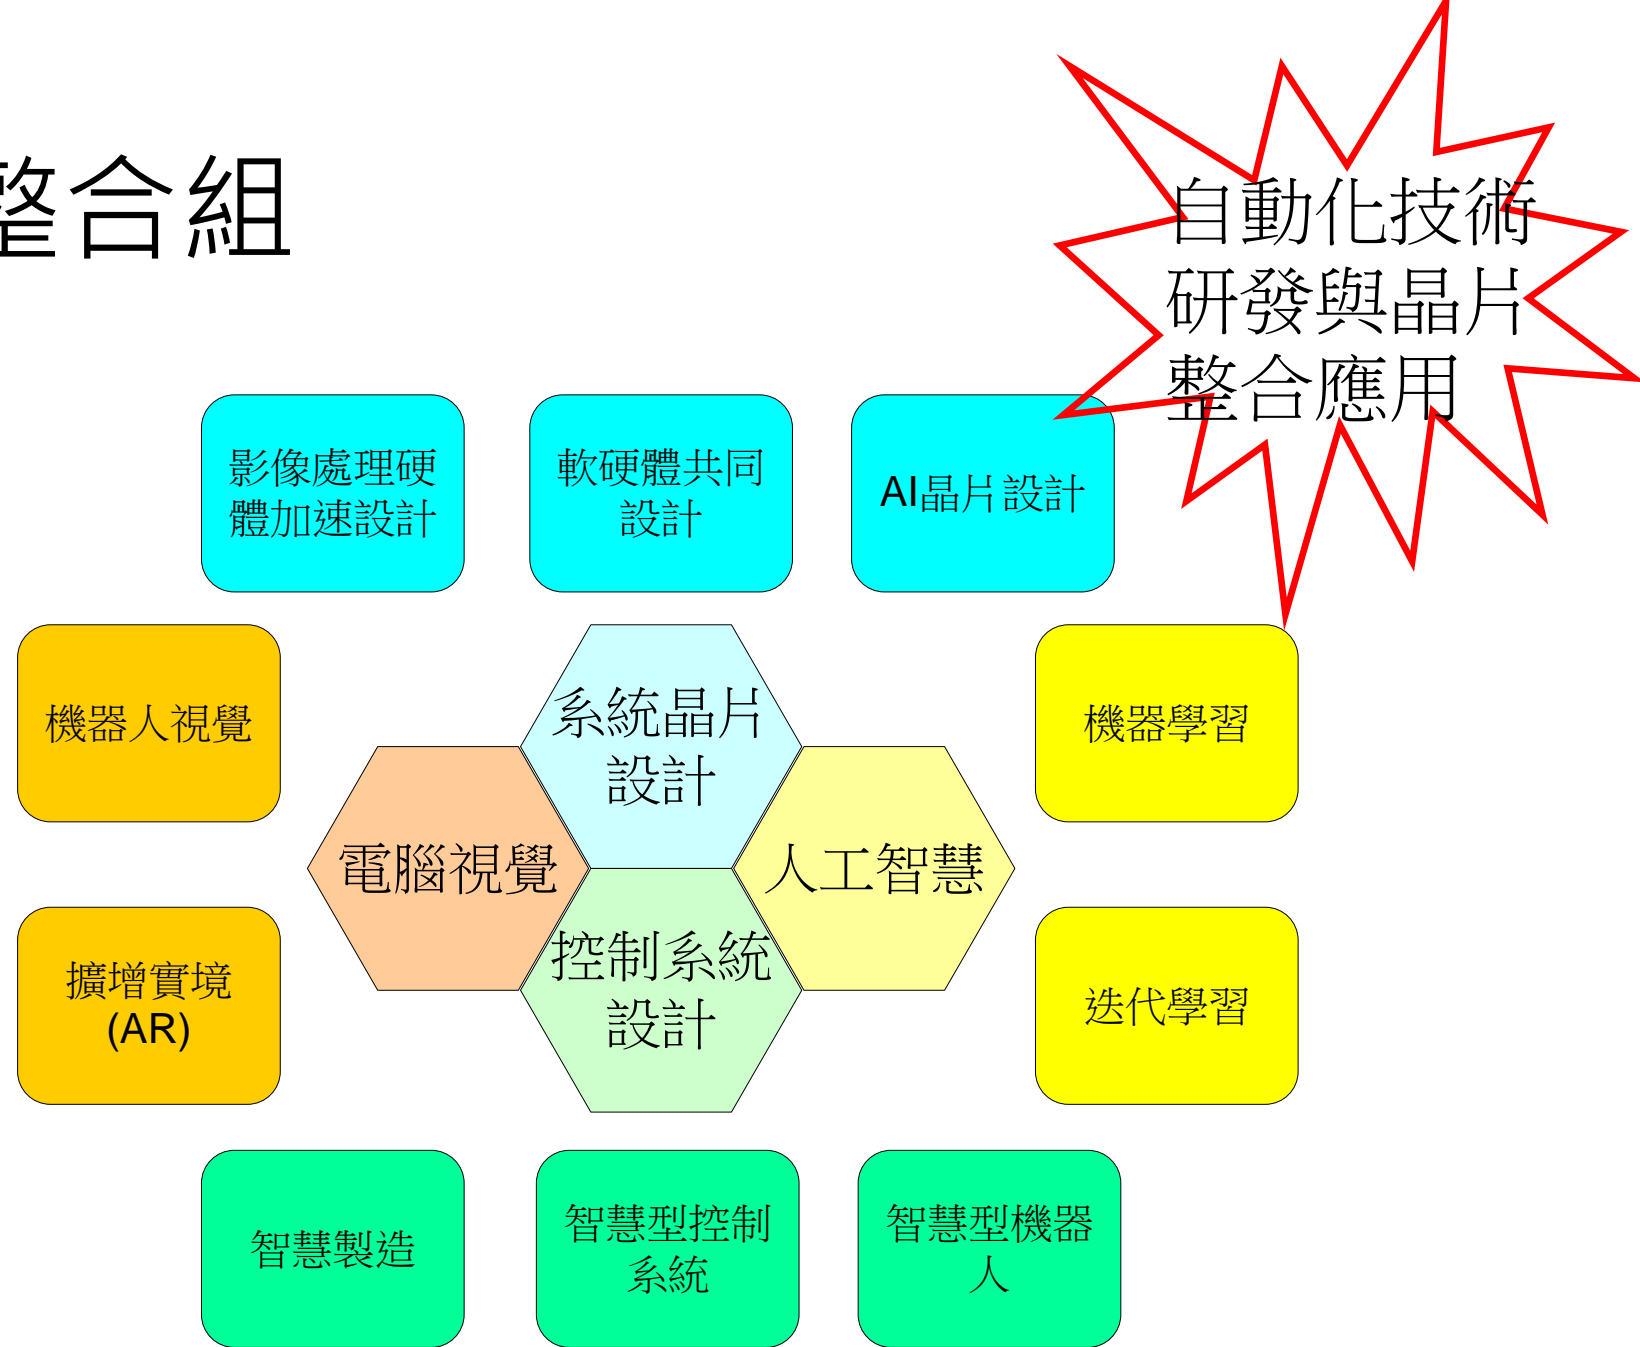 整合組
自動化技術
研發與晶片
整合應用
影像處理硬
體加速設計
軟硬體共同
設計
AI晶片設計
機器人視覺
系統晶片
設計
機器學習
電腦視覺
人工智慧
控制系統
設計
擴增實境
(AR)
迭代學習
智慧製造
智慧型控制
系統
智慧型機器
人